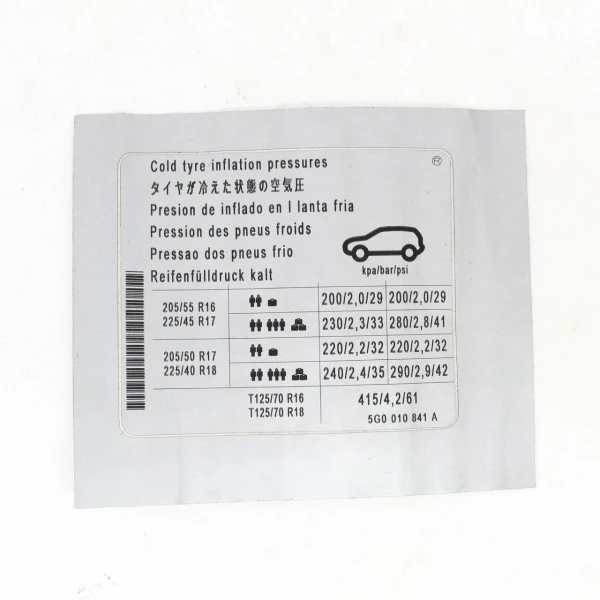 Cold tyre inflation pressures ®
タイヤが冷えた状態の空気圧
Presion de inflado en l lanta fria
Pression des pneus froids
Pressao dos pneus frio
Reifenfülldruck kalt
kpa/bar/psi
205/55 R16
225/45 R17
200/2,0/29 200/2,0/29
230/2,3/33 280/2,8/41
205/50 R17
225/40 R18
220/2,2/32 220/2,2/32
240/2,4/35 290/2,9/42
T125/70 R16
T125/70 R18
415/4,2/61
5G0 010 841 A